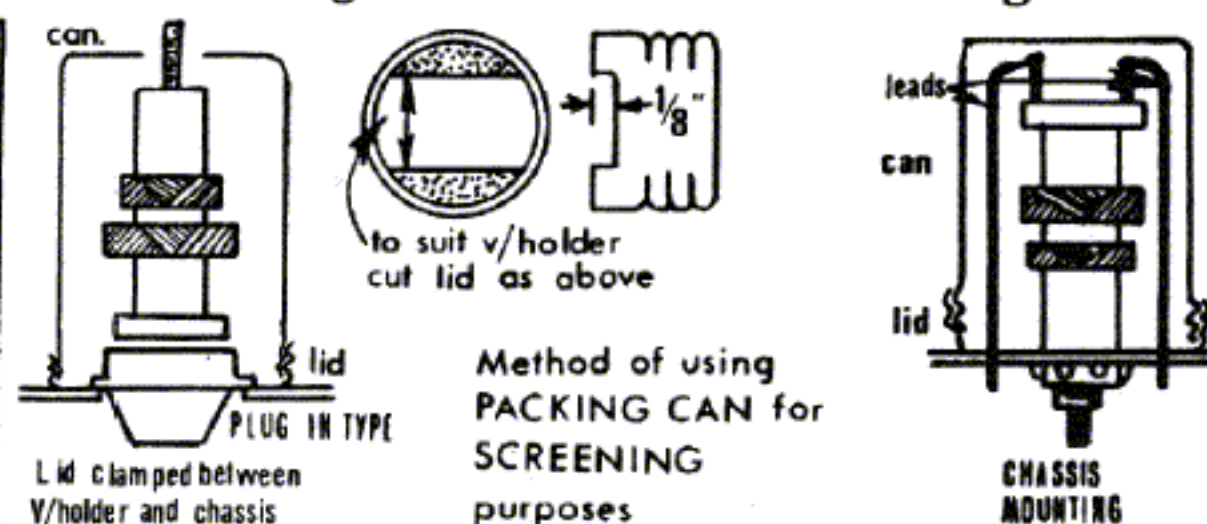 can.
lid
PLUG IN TYPE
Lid clamped between
V/holder and chassis
1/8"
to suit v/holder
cut lid as above
Method of using
PACKING CAN for
SCREENING
purposes
leads
can
lid
CHASSIS
MOUNTING